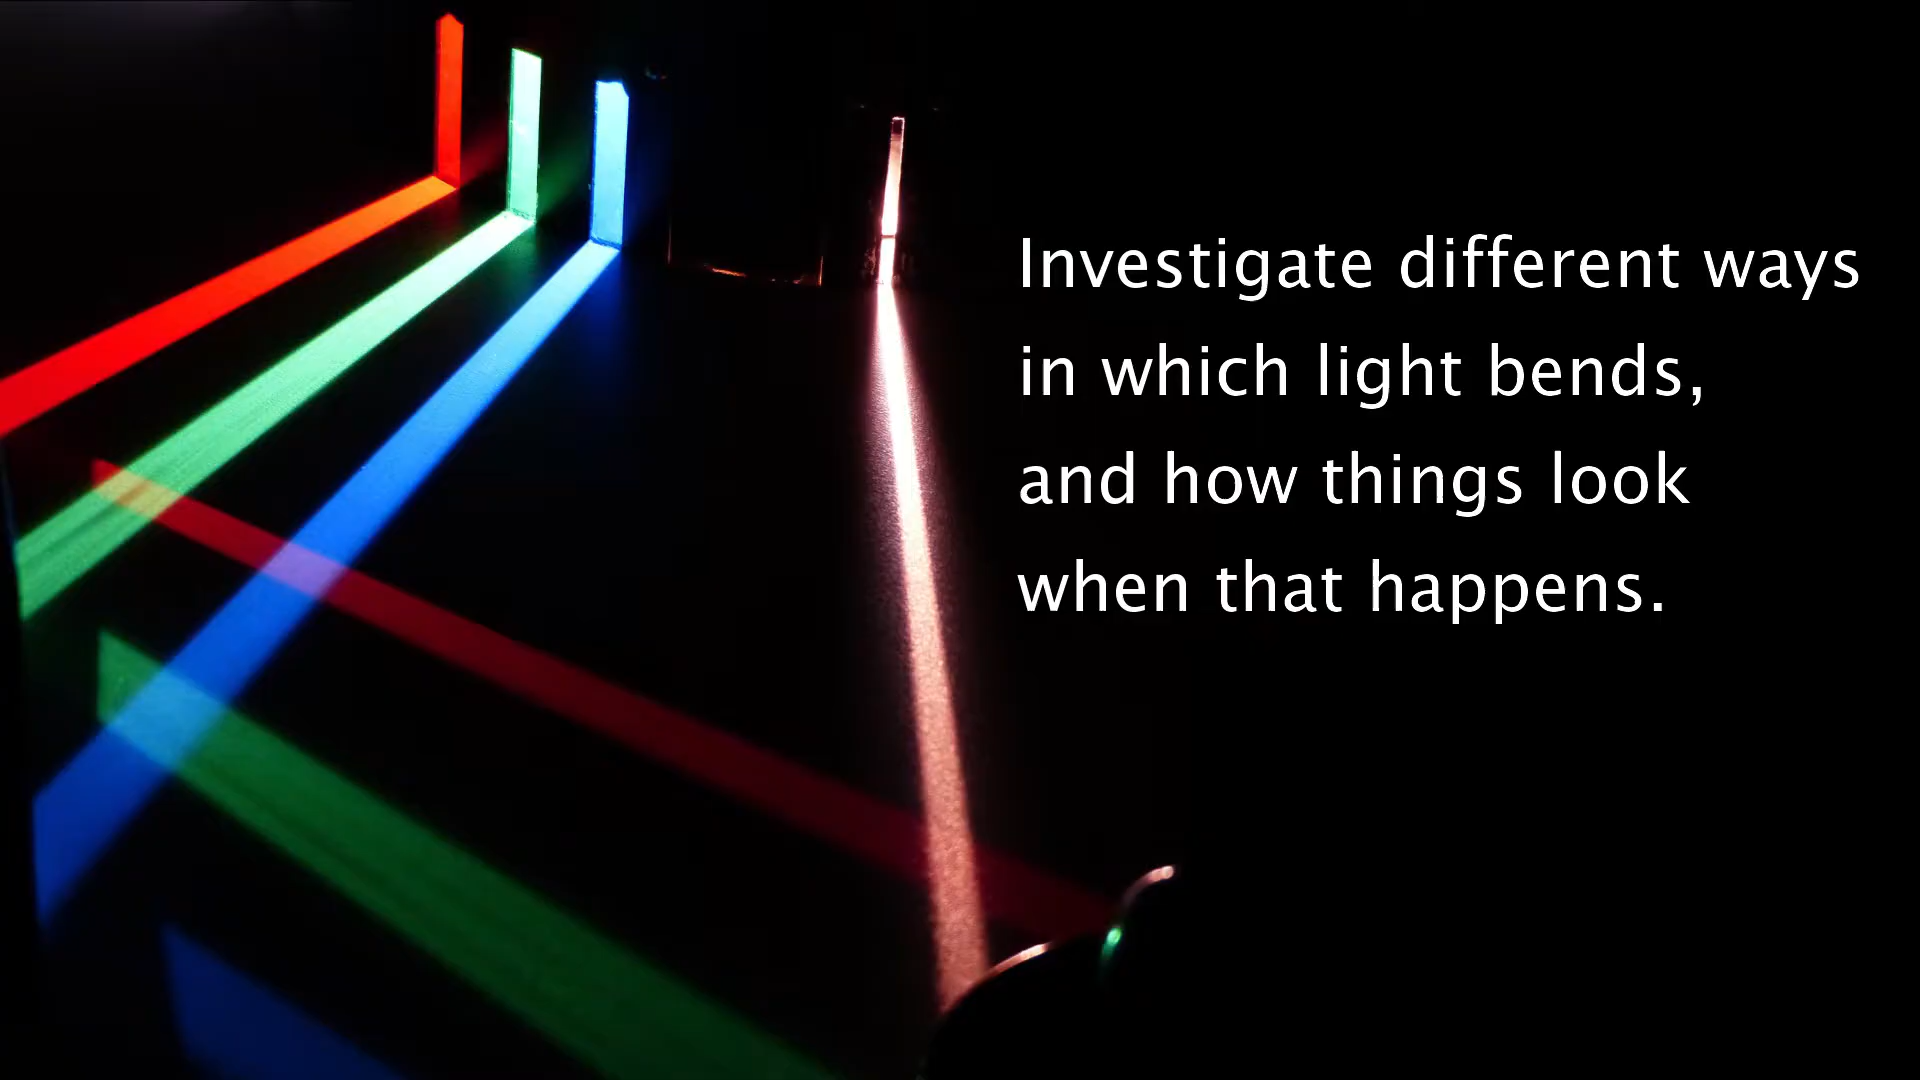 Investigate different ways
in which light bends,
and how things look
when that happens.